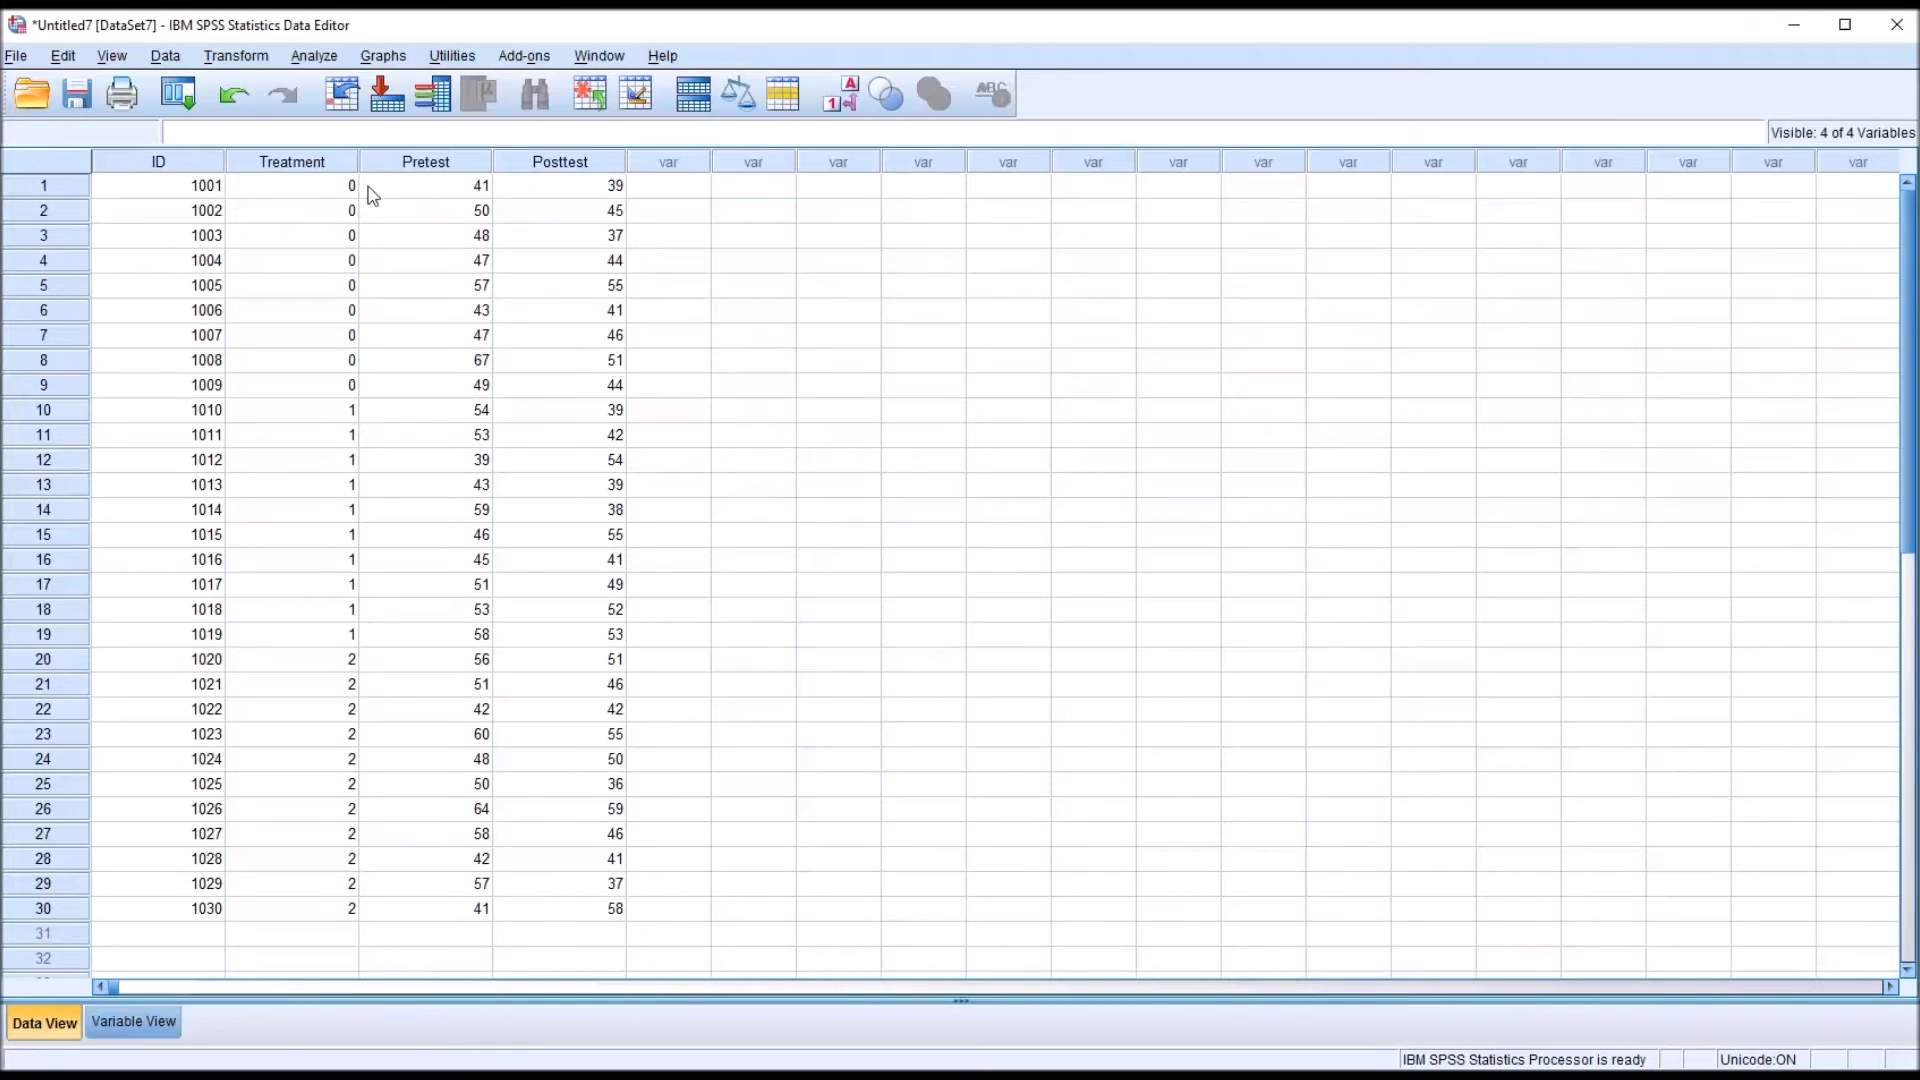 *Untitled7 [DataSet7] - IBM SPSS Statistics Data Editor
File Edit View Data Transform Analyze Graphs Utilities Add-ons Window Help
A
1
ABC
Visible: 4 of 4 Variables
ID Treatment Pretest Posttest var var var var var var var var var var var var var var var
1 1001 0 41 39
2 1002 0 50 45
3 1003 0 48 37
4 1004 0 47 44
5 1005 0 57 55
6 1006 0 43 41
7 1007 0 47 46
8 1008 0 67 51
9 1009 0 49 44
10 1010 1 54 39
11 1011 1 53 42
12 1012 1 39 54
13 1013 1 43 39
14 1014 1 59 38
15 1015 1 46 55
16 1016 1 45 41
17 1017 1 51 49
18 1018 1 53 52
19 1019 1 58 53
20 1020 2 56 51
21 1021 2 51 46
22 1022 2 42 42
23 1023 2 60 55
24 1024 2 48 50
25 1025 2 50 36
26 1026 2 64 59
27 1027 2 58 46
28 1028 2 42 41
29 1029 2 57 37
30 1030 2 41 58
31
32
Data View Variable View
IBM SPSS Statistics Processor is ready Unicode:ON